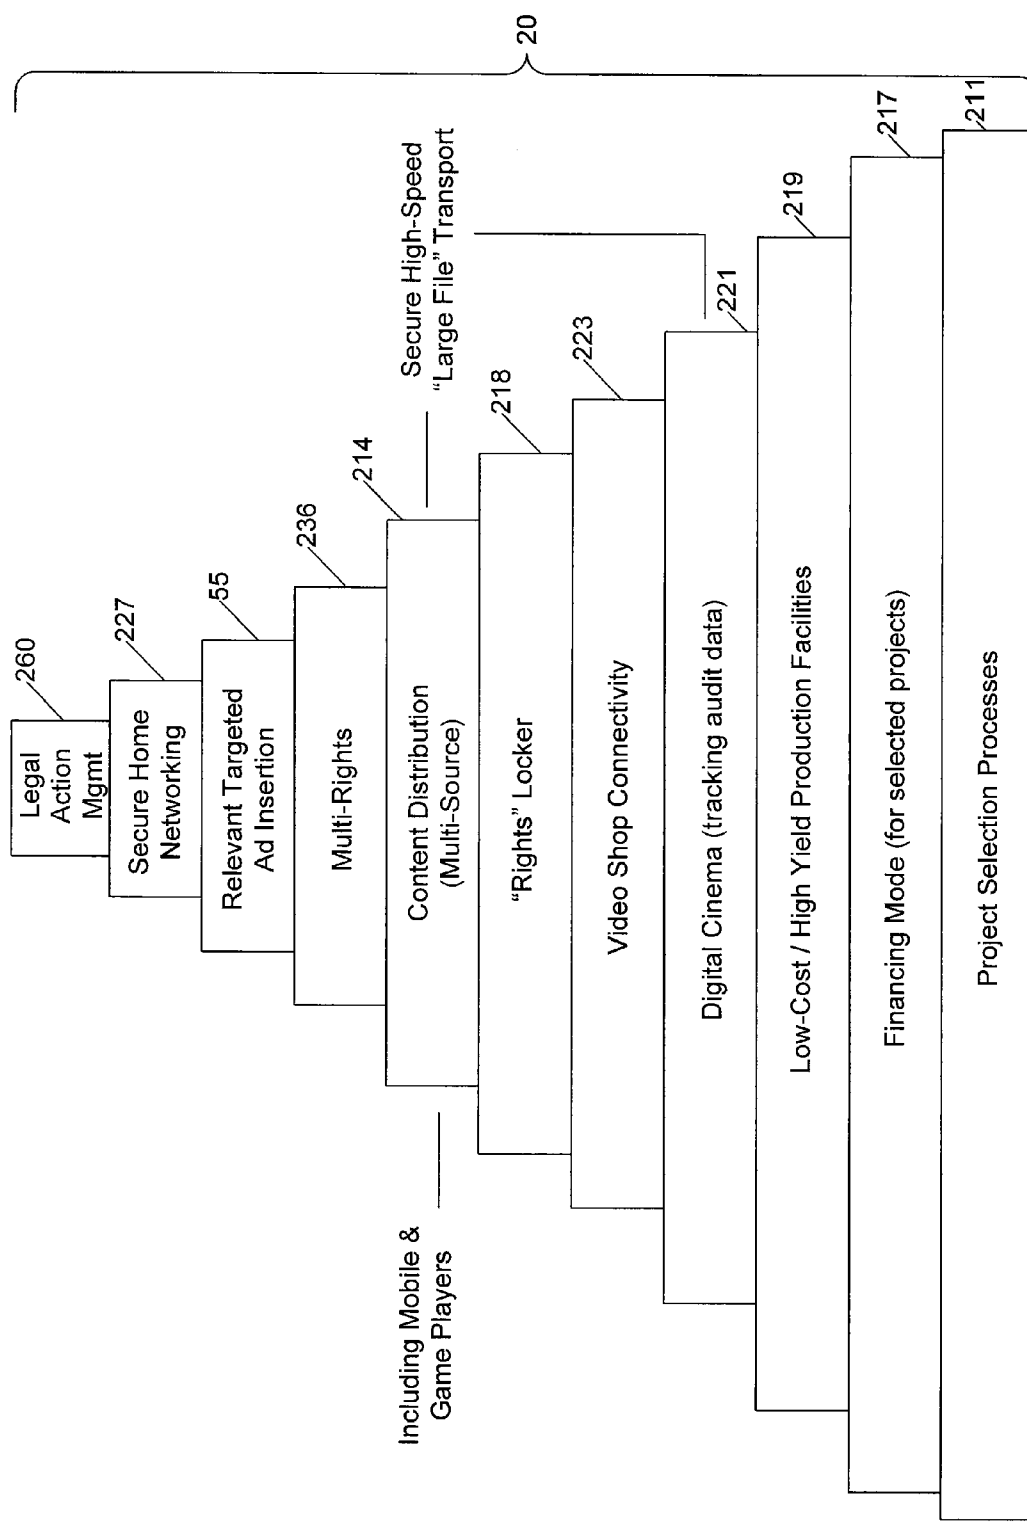 20
260
Legal
Action
Mgmt
227
Secure Home
Networking
55
Relevant Targeted
Ad Insertion
236
Multi-Rights
214
Content Distribution
(Multi-Source)
Including Mobile &
Game Players
Secure High-Speed
“Large File” Transport
218
“Rights” Locker
223
Video Shop Connectivity
221
Digital Cinema (tracking audit data)
219
Low-Cost / High Yield Production Facilities
217
Financing Mode (for selected projects)
211
Project Selection Processes